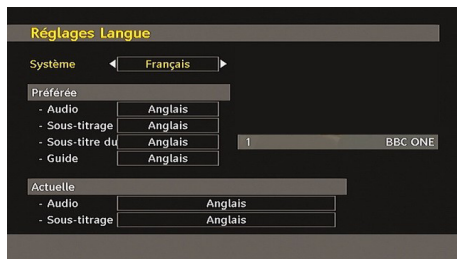 Réglages Langue
Système Français
Préférée
- Audio Anglais
- Sous-titrage Anglais
- Sous-titre du Anglais
- Guide Anglais
1 BBC ONE
Actuelle
- Audio Anglais
- Sous-titrage Anglais